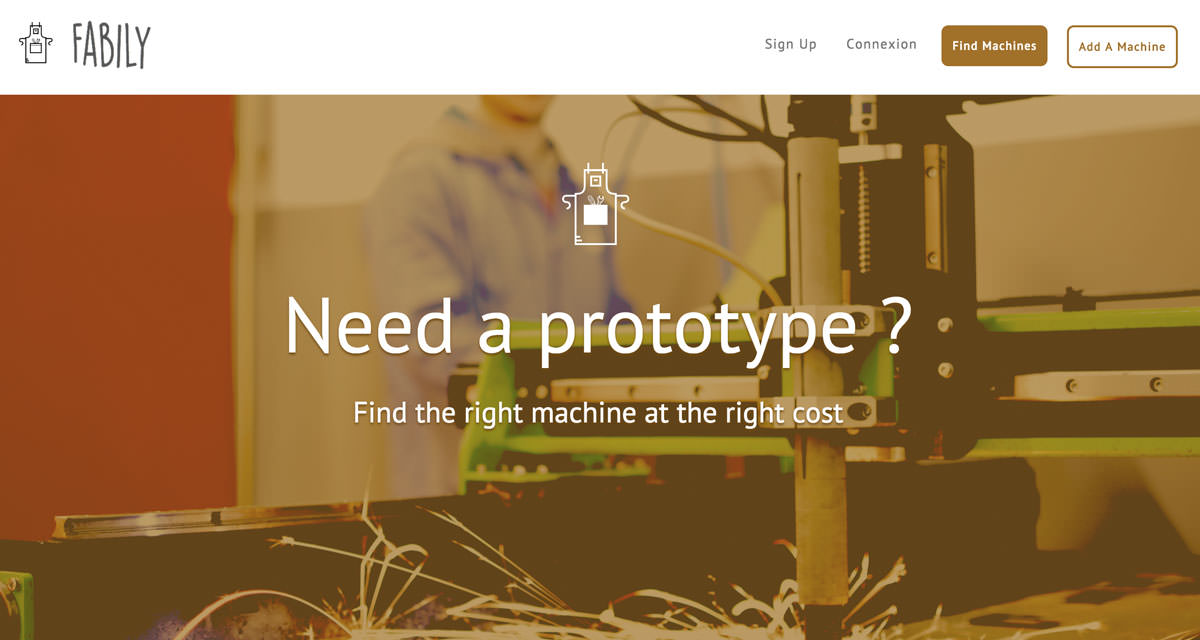 FABILY
Sign Up
Connexion
Find Machines
Add A Machine
Need a prototype ?
Find the right machine at the right cost